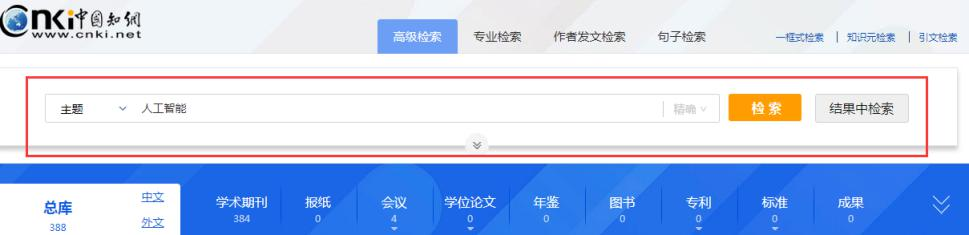 cnki中国知网
www.cnki.net
高级检索 专业检索 作者发文检索 句子检索 一框式检索 | 知识元检索 | 引文检索
主题 人工智能 精确 检索 结果中检索
总库 388 中文 外文
学术期刊 报纸 会议 学位论文 年鉴 图书 专利 标准 成果
384 0 4 0 0 0 0 0 0